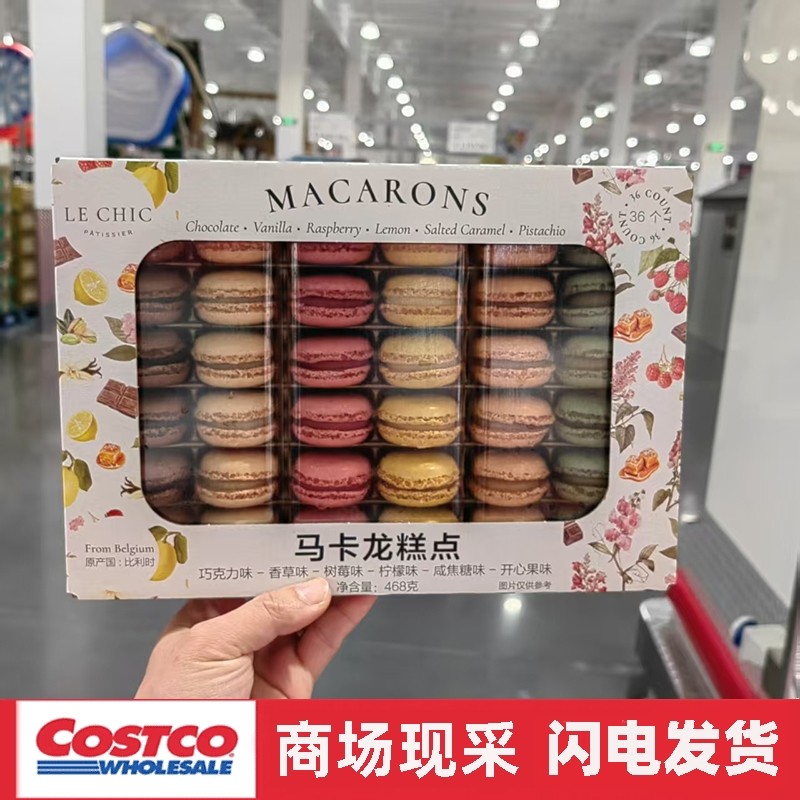 MACARONS
LE CHIC
PÂTISSIER
Chocolate • Vanilla • Raspberry • Lemon • Salted Caramel • Pistachio
36 COUNT • 36 COUNT •
36 个
马卡龙糕点
From Belgium
原产国：比利时
巧克力味 – 香草味 – 树莓味 – 柠檬味 – 咸焦糖味 – 开心果味
净含量：468克
图片仅供参考
COSTCO
WHOLESALE
商场现采 闪电发货